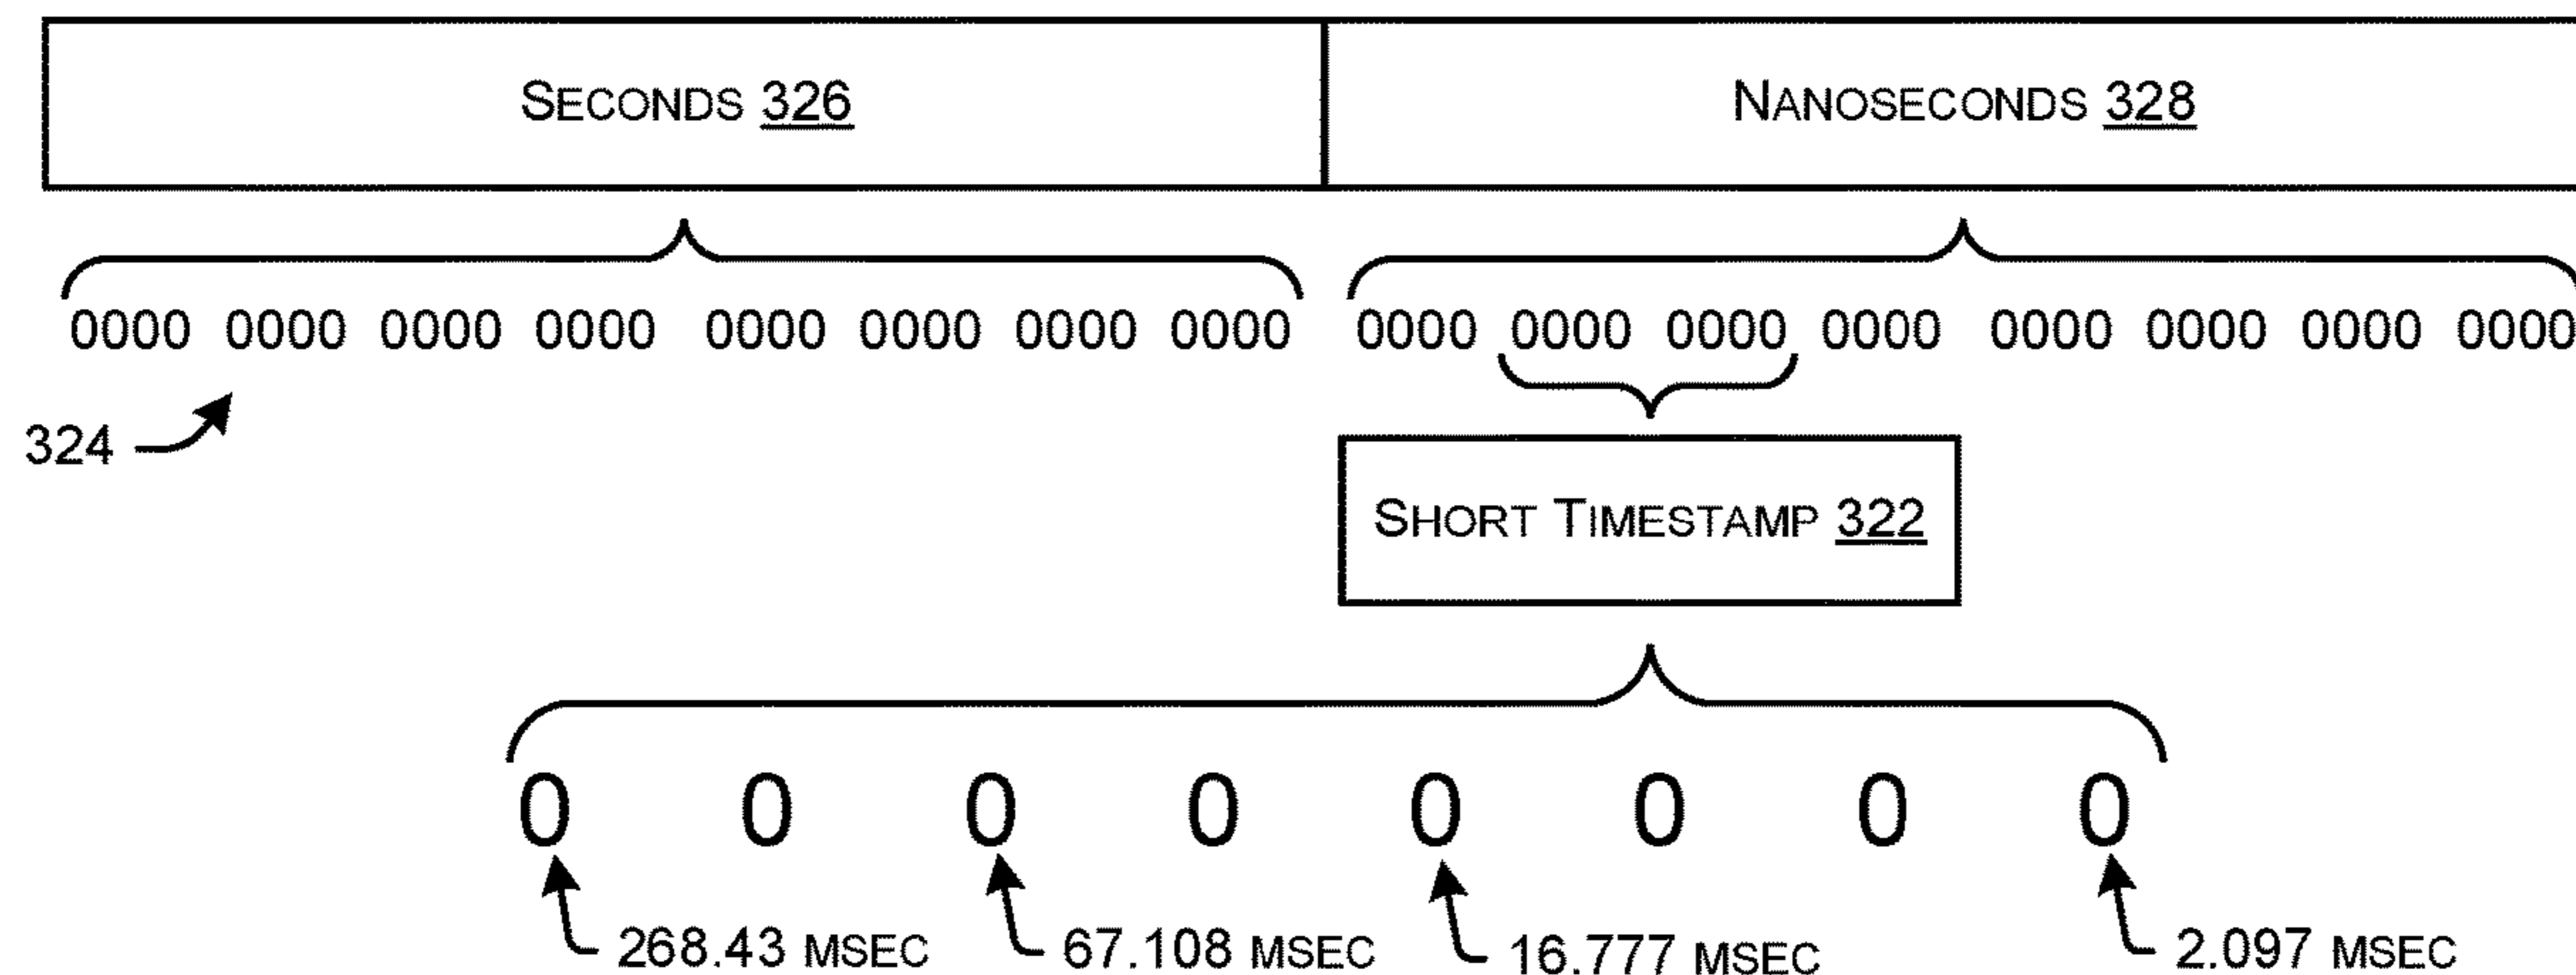 SECONDS 326 NANOSECONDS 328
0000 0000 0000 0000 0000 0000 0000 0000 0000 0000 0000 0000 0000 0000 0000 0000
324
SHORT TIMESTAMP 322
0 0 0 0 0 0 0 0
268.43 MSEC 67.108 MSEC 16.777 MSEC 2.097 MSEC